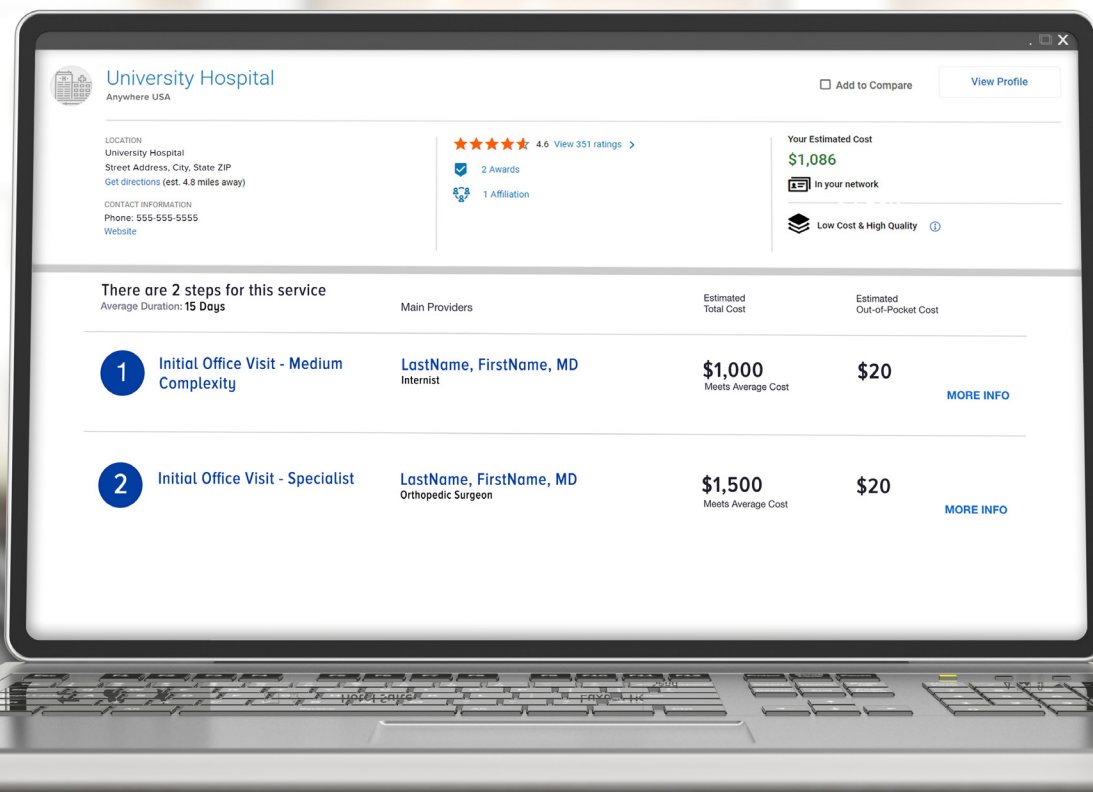 X
University Hospital
Anywhere USA
Add to Compare
View Profile
LOCATION
University Hospital
Street Address, City, State ZIP
Get directions (est. 4.8 miles away)
CONTACT INFORMATION
Phone: 555-555-5555
Website
4.6 View 351 ratings >
2 Awards
1 Affiliation
Your Estimated Cost
$1,086
In your network
Low Cost & High Quality
There are 2 steps for this service
Average Duration: 15 Days
Main Providers
Estimated
Total Cost
Estimated
Out-of-Pocket Cost
1
Initial Office Visit - Medium
Complexity
LastName, FirstName, MD
Internist
$1,000
Meets Average Cost
$20
MORE INFO
2
Initial Office Visit - Specialist
LastName, FirstName, MD
Orthopedic Surgeon
$1,500
Meets Average Cost
$20
MORE INFO